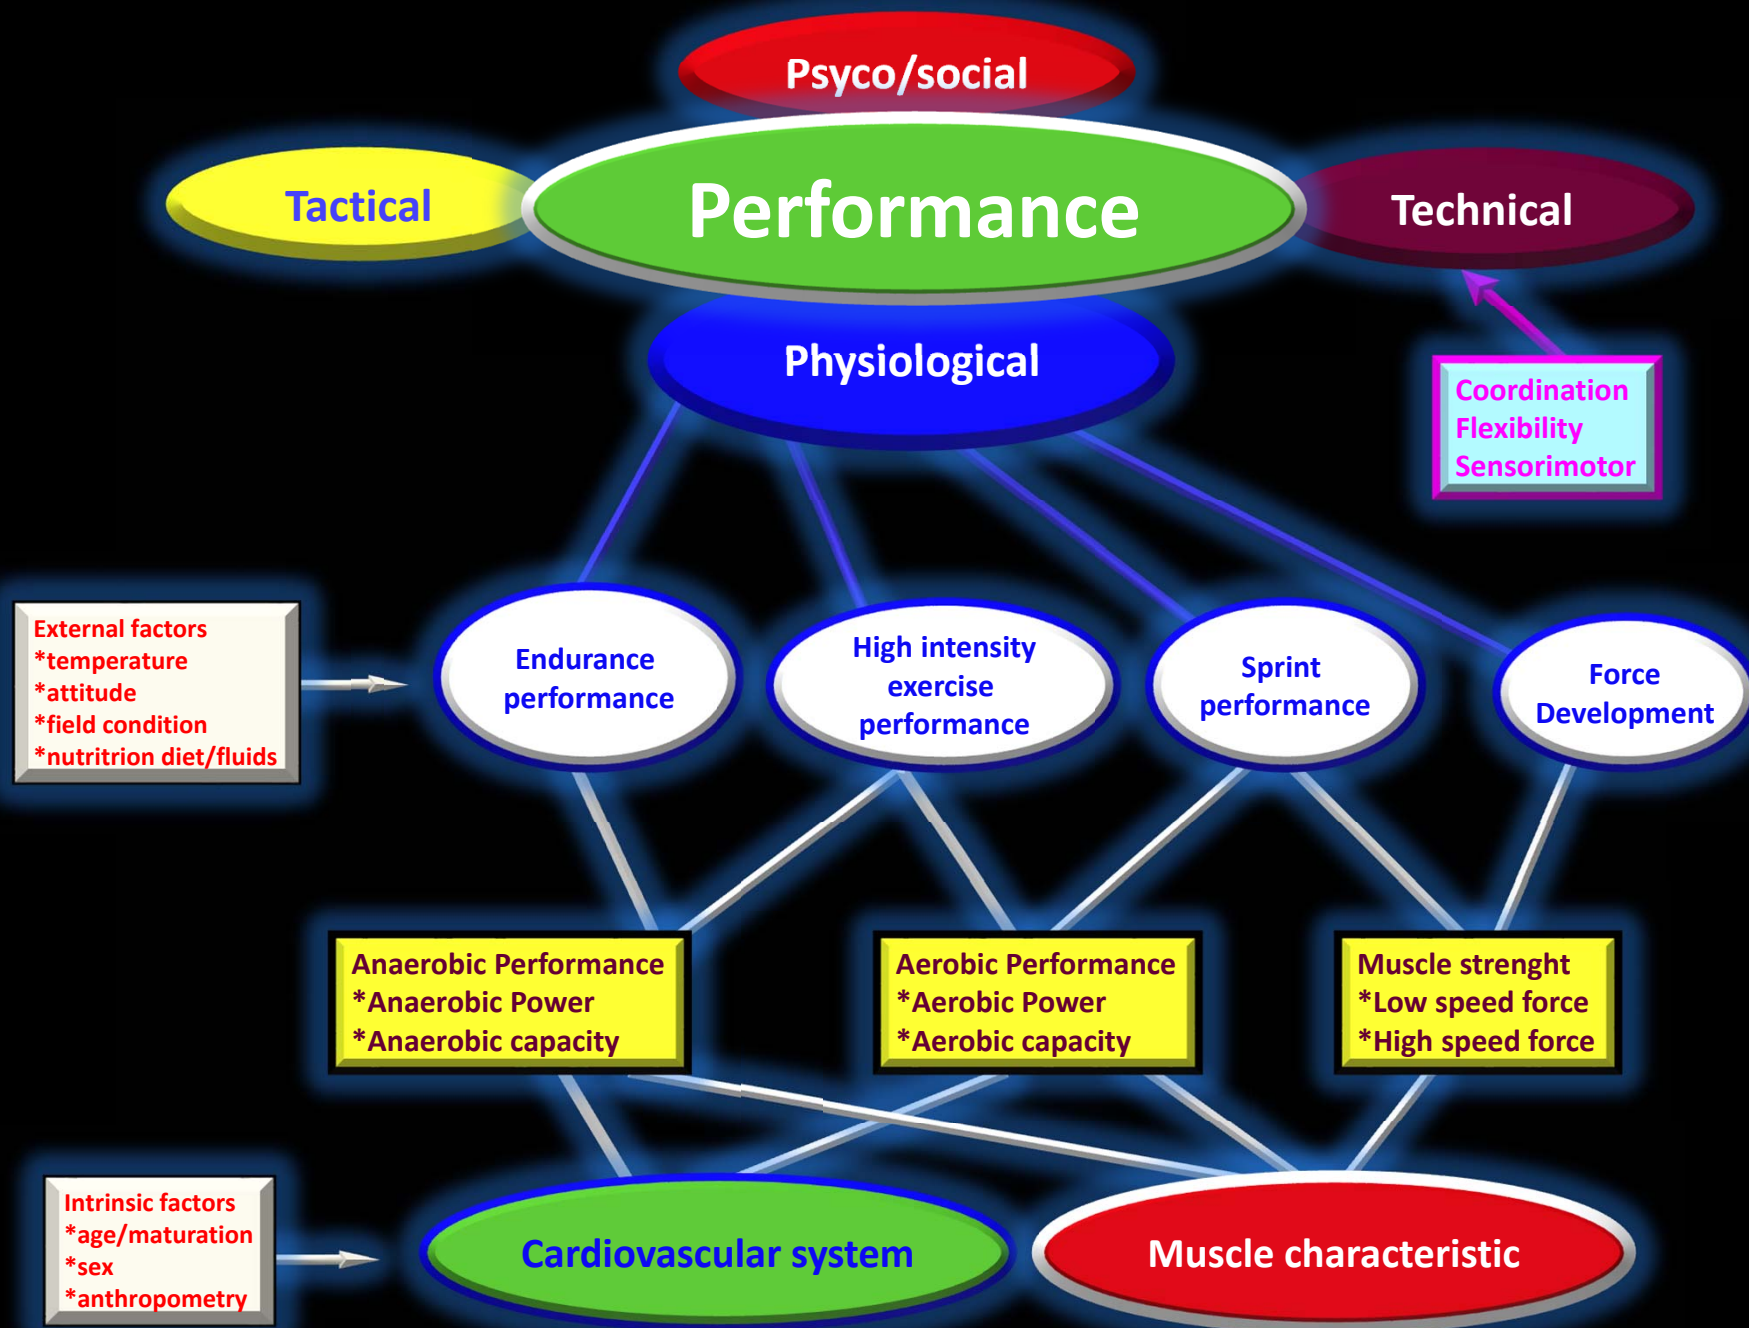 Psyco/social
Tactical
Performance
Technical
Physiological
Coordination
Flexibility
Sensorimotor
External factors
*temperature
*attitude
*field condition
*nutritrion diet/fluids
Endurance
performance
High intensity
exercise
performance
Sprint
performance
Force
Development
Anaerobic Performance
*Anaerobic Power
*Anaerobic capacity
Aerobic Performance
*Aerobic Power
*Aerobic capacity
Muscle strenght
*Low speed force
*High speed force
Intrinsic factors
*age/maturation
*sex
*anthropometry
Cardiovascular system
Muscle characteristic